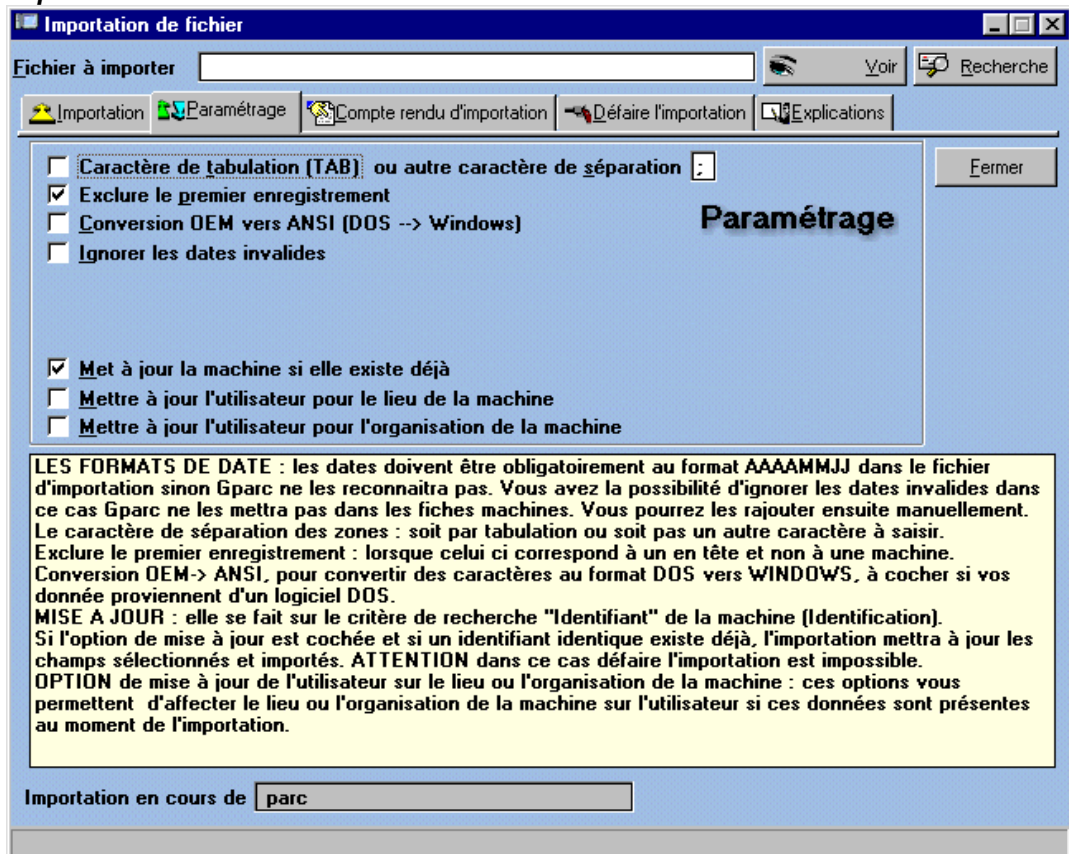 Importation de fichier
Fichier à importer
Voir
Recherche
Importation
Paramétrage
Compte rendu d'importation
Défaire l'importation
Explications
Caractère de tabulation (TAB) ou autre caractère de séparation ;
Fermer
Exclure le premier enregistrement
Conversion OEM vers ANSI (DOS --> Windows)
Paramétrage
Ignorer les dates invalides
Met à jour la machine si elle existe déjà
Mettre à jour l'utilisateur pour le lieu de la machine
Mettre à jour l'utilisateur pour l'organisation de la machine
LES FORMATS DE DATE : les dates doivent être obligatoirement au format AAAAMMJJ dans le fichier
d'importation sinon Gparc ne les reconnaitra pas. Vous avez la possibilité d'ignorer les dates invalides dans
ce cas Gparc ne les mettra pas dans les fiches machines. Vous pourrez les rajouter ensuite manuellement.
Le caractère de séparation des zones : soit par tabulation ou soit pas un autre caractère à saisir.
Exclure le premier enregistrement : lorsque celui ci correspond à un en tête et non à une machine.
Conversion OEM-> ANSI, pour convertir des caractères au format DOS vers WINDOWS, à cocher si vos
donnée proviennent d'un logiciel DOS.
MISE A JOUR : elle se fait sur le critère de recherche "Identifiant" de la machine (Identification).
Si l'option de mise à jour est cochée et si un identifiant identique existe déjà, l'importation mettra à jour les
champs sélectionnés et importés. ATTENTION dans ce cas défaire l'importation est impossible.
OPTION de mise à jour de l'utilisateur sur le lieu ou l'organisation de la machine : ces options vous
permettent d'affecter le lieu ou l'organisation de la machine sur l'utilisateur si ces données sont présentes
au moment de l'importation.
Importation en cours de parc